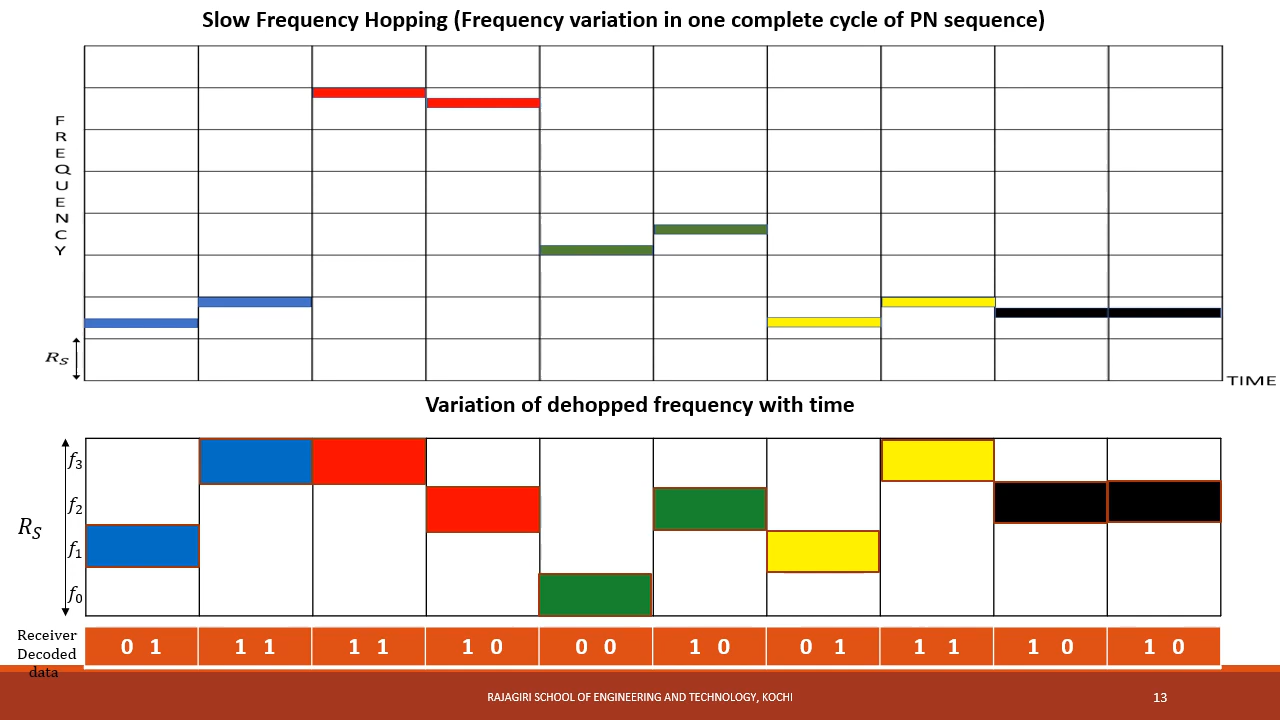 Slow Frequency Hopping (Frequency variation in one complete cycle of PN sequence)
FREQUENCY
R_S
TIME
Variation of dehopped frequency with time
R_S
f_3
f_2
f_1
f_0
Receiver
Decoded
data
0 1 1 1 1 1 1 0 0 0 1 0 0 1 1 1 1 0 1 0
RAJAGIRI SCHOOL OF ENGINEERING AND TECHNOLOGY, KOCHI
13